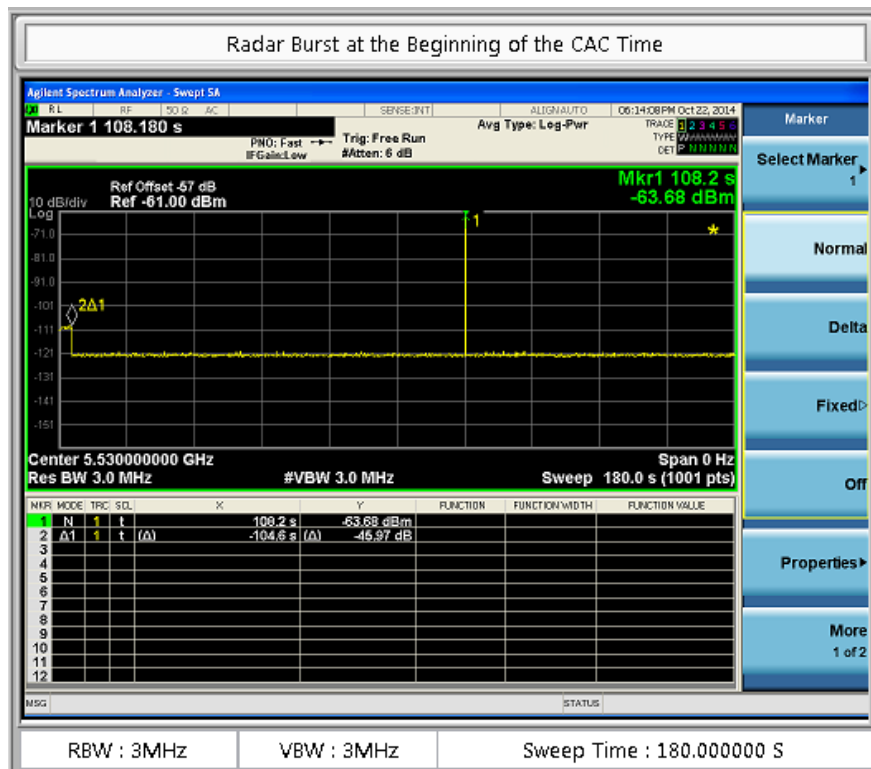 Radar Burst at the Beginning of the CAC Time
Agilent Spectrum Analyzer - Swept SA
RL RF 50 Ω AC SENSE:INT ALIGNAUTO 06:14:08PM Oct 22, 2014
Marker 1 108.180 s
PNO: Fast
IFGain:Low
Trig: Free Run
#Atten: 6 dB
Avg Type: Log-Pwr
TRACE 1 2 3 4 5 6
TYPE
DET P N N N N N
Marker
Select Marker
1
Normal
Delta
Fixed
Off
Properties
More
1 of 2
Mkr1 108.2 s
-63.68 dBm
Ref Offset -57 dB
10 dB/div Ref -61.00 dBm
Log
1
-71.0
-81.0
-91.0
-101
2Δ1
-111
-121
-131
-141
-151
Center 5.530000000 GHz Span 0 Hz
Res BW 3.0 MHz #VBW 3.0 MHz Sweep 180.0 s (1001 pts)
MKR MODE TRC SCL X Y FUNCTION FUNCTION WIDTH FUNCTION VALUE
1 N 1 t 108.2 s -63.68 dBm
2 Δ1 1 t (Δ) -104.6 s (Δ) -45.97 dB
3
4
5
6
7
8
9
10
11
12
MSG STATUS
RBW : 3MHz VBW : 3MHz Sweep Time : 180.000000 S